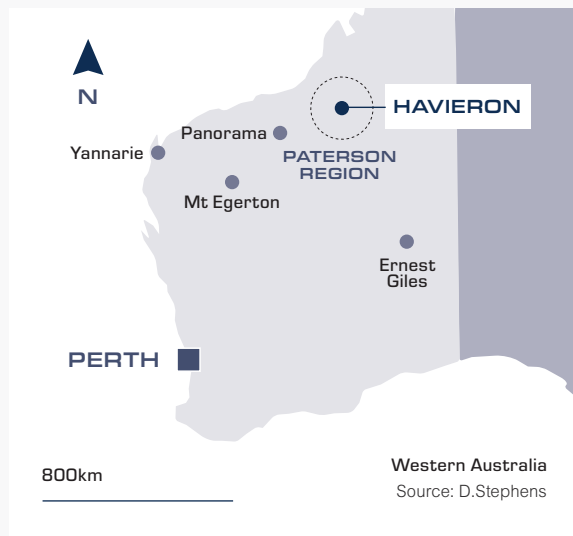 N
HAVIERON
Panorama
Yannarie
PATERSON
REGION
Mt Egerton
Ernest
Giles
PERTH
Western Australia
800km
Source: D.Stephens